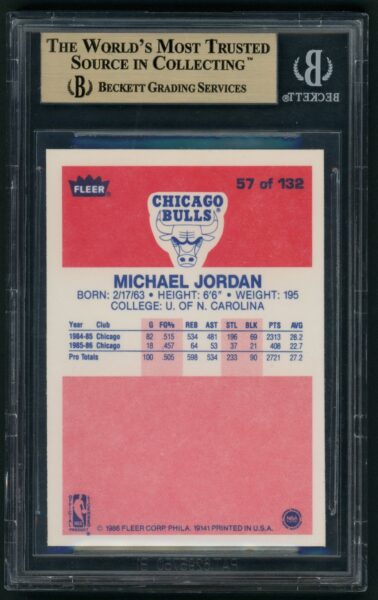 THE WORLD'S MOST TRUSTED
SOURCE IN COLLECTING™
B BECKETT GRADING SERVICES
B
BECKETT®
FLEER
57 of 132
CHICAGO
BULLS
MICHAEL JORDAN
BORN: 2/17/63 • HEIGHT: 6'6" • WEIGHT: 195
COLLEGE: U. OF N. CAROLINA
Year Club G FG% REB AST STL BLK PTS AVG
1984-85 Chicago 82 .515 534 481 196 69 2313 28.2
1985-86 Chicago 18 .457 64 53 37 21 408 22.7
Pro Totals 100 .505 598 534 233 90 2721 27.2
NBA
© 1986 FLEER CORP. PHILA. 19141 PRINTED IN U.S.A.